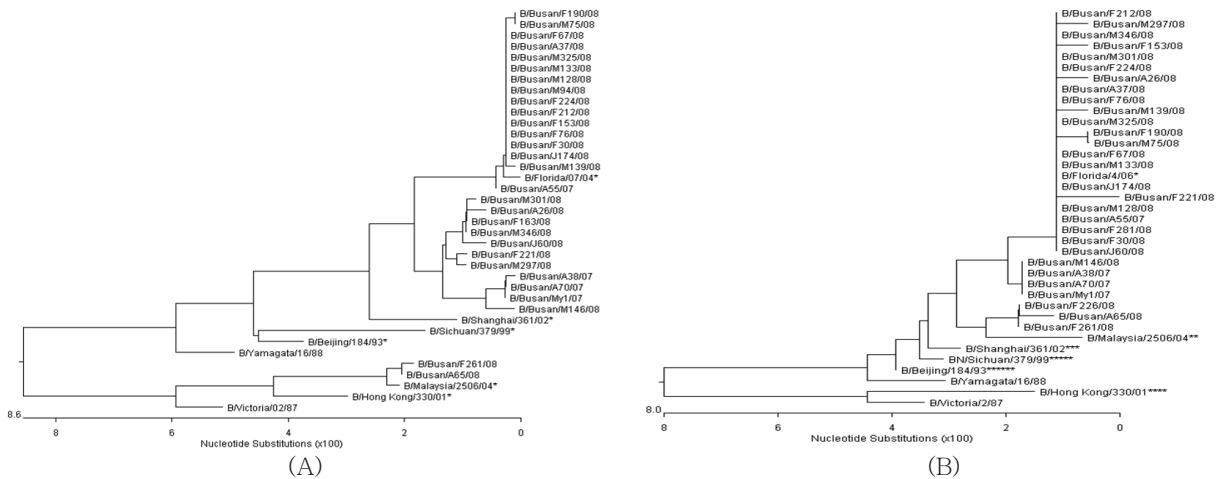 B/Busan/F190/08
B/Busan/M75/08
B/Busan/F67/08
B/Busan/A37/08
B/Busan/M325/08
B/Busan/M133/08
B/Busan/M128/08
B/Busan/M94/08
B/Busan/F224/08
B/Busan/F212/08
B/Busan/F153/08
B/Busan/F76/08
B/Busan/F30/08
B/Busan/J174/08
B/Busan/M139/08
B/Florida/07/04*
B/Busan/A55/07
B/Busan/M301/08
B/Busan/A26/08
B/Busan/F163/08
B/Busan/M346/08
B/Busan/J60/08
B/Busan/F221/08
B/Busan/M297/08
B/Busan/A38/07
B/Busan/A70/07
B/Busan/My1/07
B/Busan/M146/08
B/Shanghai/361/02*
B/Sichuan/379/99*
B/Beijing/184/93*
B/Yamagata/16/88
B/Busan/F261/08
B/Busan/A65/08
B/Malaysia/2506/04*
B/Hong Kong/330/01*
B/Victoria/02/87
8.6
8 6 4 2 0
Nucleotide Substitutions (x100)
(A)
B/Busan/F212/08
B/Busan/M297/08
B/Busan/M346/08
B/Busan/F153/08
B/Busan/M301/08
B/Busan/F224/08
B/Busan/A26/08
B/Busan/A37/08
B/Busan/F76/08
B/Busan/M139/08
B/Busan/M325/08
B/Busan/F190/08
B/Busan/M75/08
B/Busan/F67/08
B/Busan/M133/08
B/Florida/4/06*
B/Busan/J174/08
B/Busan/F221/08
B/Busan/M128/08
B/Busan/A55/07
B/Busan/F281/08
B/Busan/F30/08
B/Busan/J60/08
B/Busan/M146/08
B/Busan/A38/07
B/Busan/A70/07
B/Busan/My1/07
B/Busan/F226/08
B/Busan/A65/08
B/Busan/F261/08
B/Malaysia/2506/04**
B/Shanghai/361/02***
BN/Sichuan/379/99*****
B/Beijing/184/93******
B/Yamagata/16/88
B/Hong Kong/330/01****
B/Victoria/2/87
8.0
8 6 4 2 0
Nucleotide Substitutions (x100)
(B)